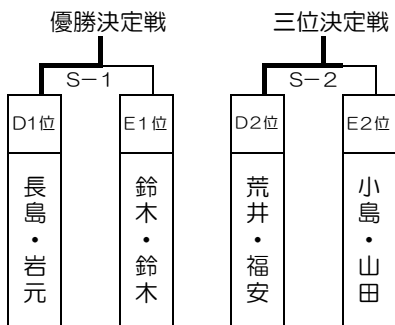 優勝決定戦 三位決定戦
S-1 S-2
D1位 E1位 D2位 E2位
長島・岩元
鈴木・鈴木
荒井・福安
小島・山田